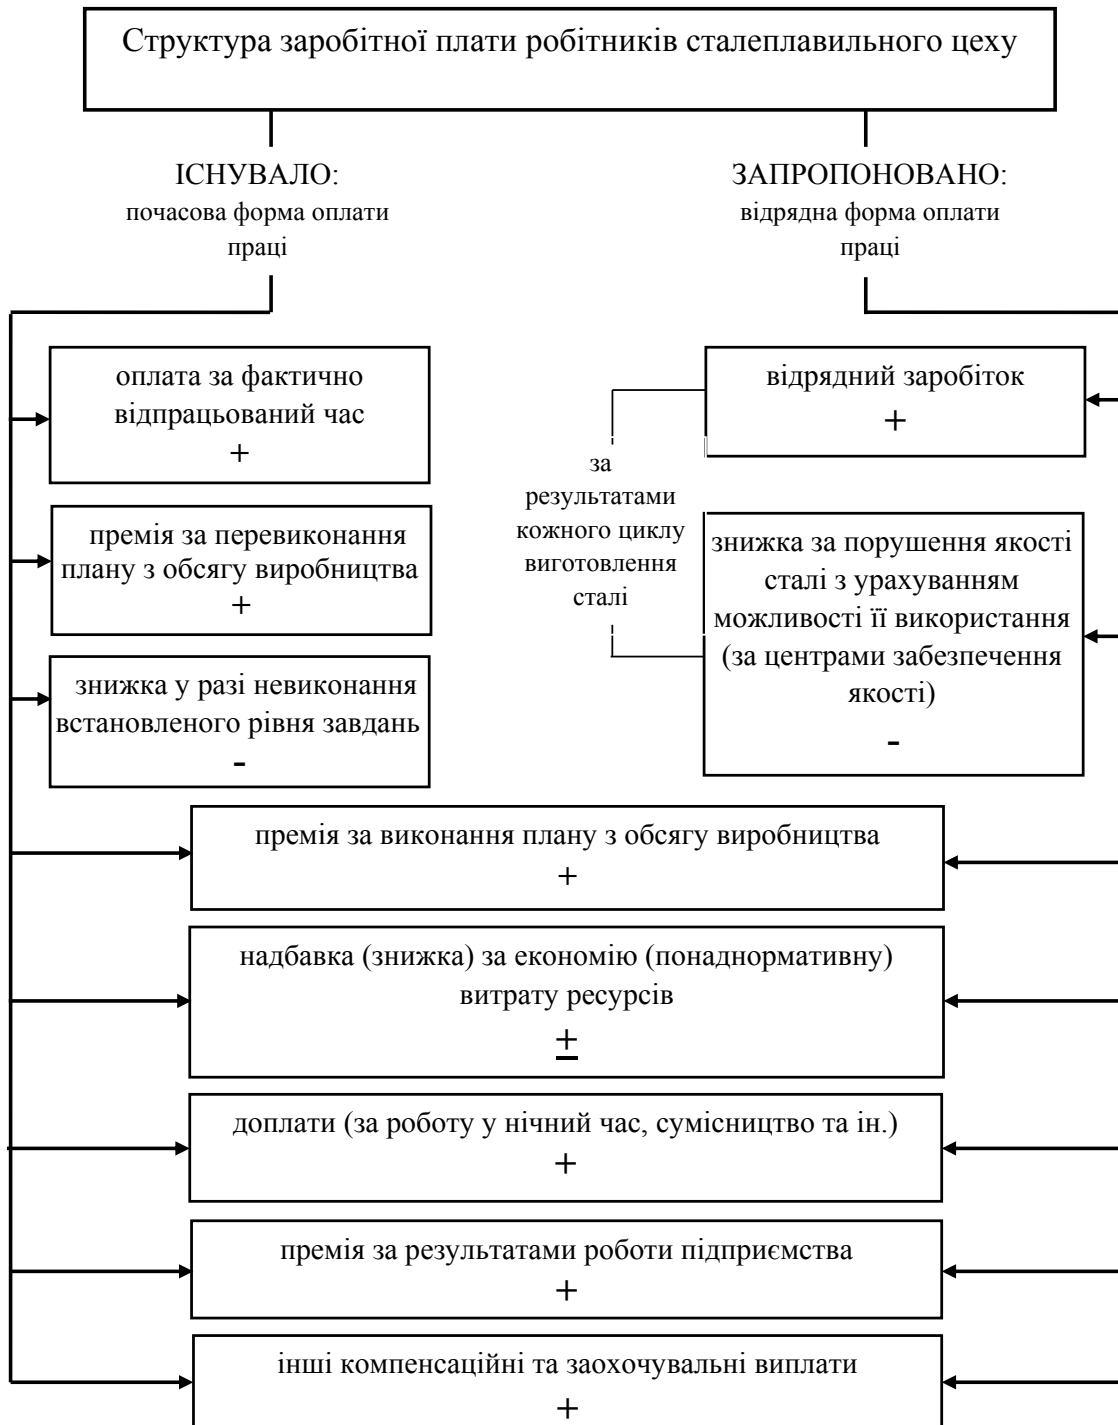 Структура заробітної плати робітників сталеплавильного цеху
ІСНУВАЛО:
почасова форма оплати
праці
ЗАПРОПОНОВАНО:
відрядна форма оплати
праці
оплата за фактично
відпрацьований час
+
премія за перевиконання
плану з обсягу виробництва
+
знижка у разі невиконання
встановленого рівня завдань
-
за
результатами
кожного циклу
виготовлення
сталі
відрядний заробіток
+
знижка за порушення якості
сталі з урахуванням
можливості її використання
(за центрами забезпечення
якості)
-
премія за виконання плану з обсягу виробництва
+
надбавка (знижка) за економію (понаднормативну)
витрату ресурсів
±
доплати (за роботу у нічний час, сумісництво та ін.)
+
премія за результатами роботи підприємства
+
інші компенсаційні та заохочувальні виплати
+